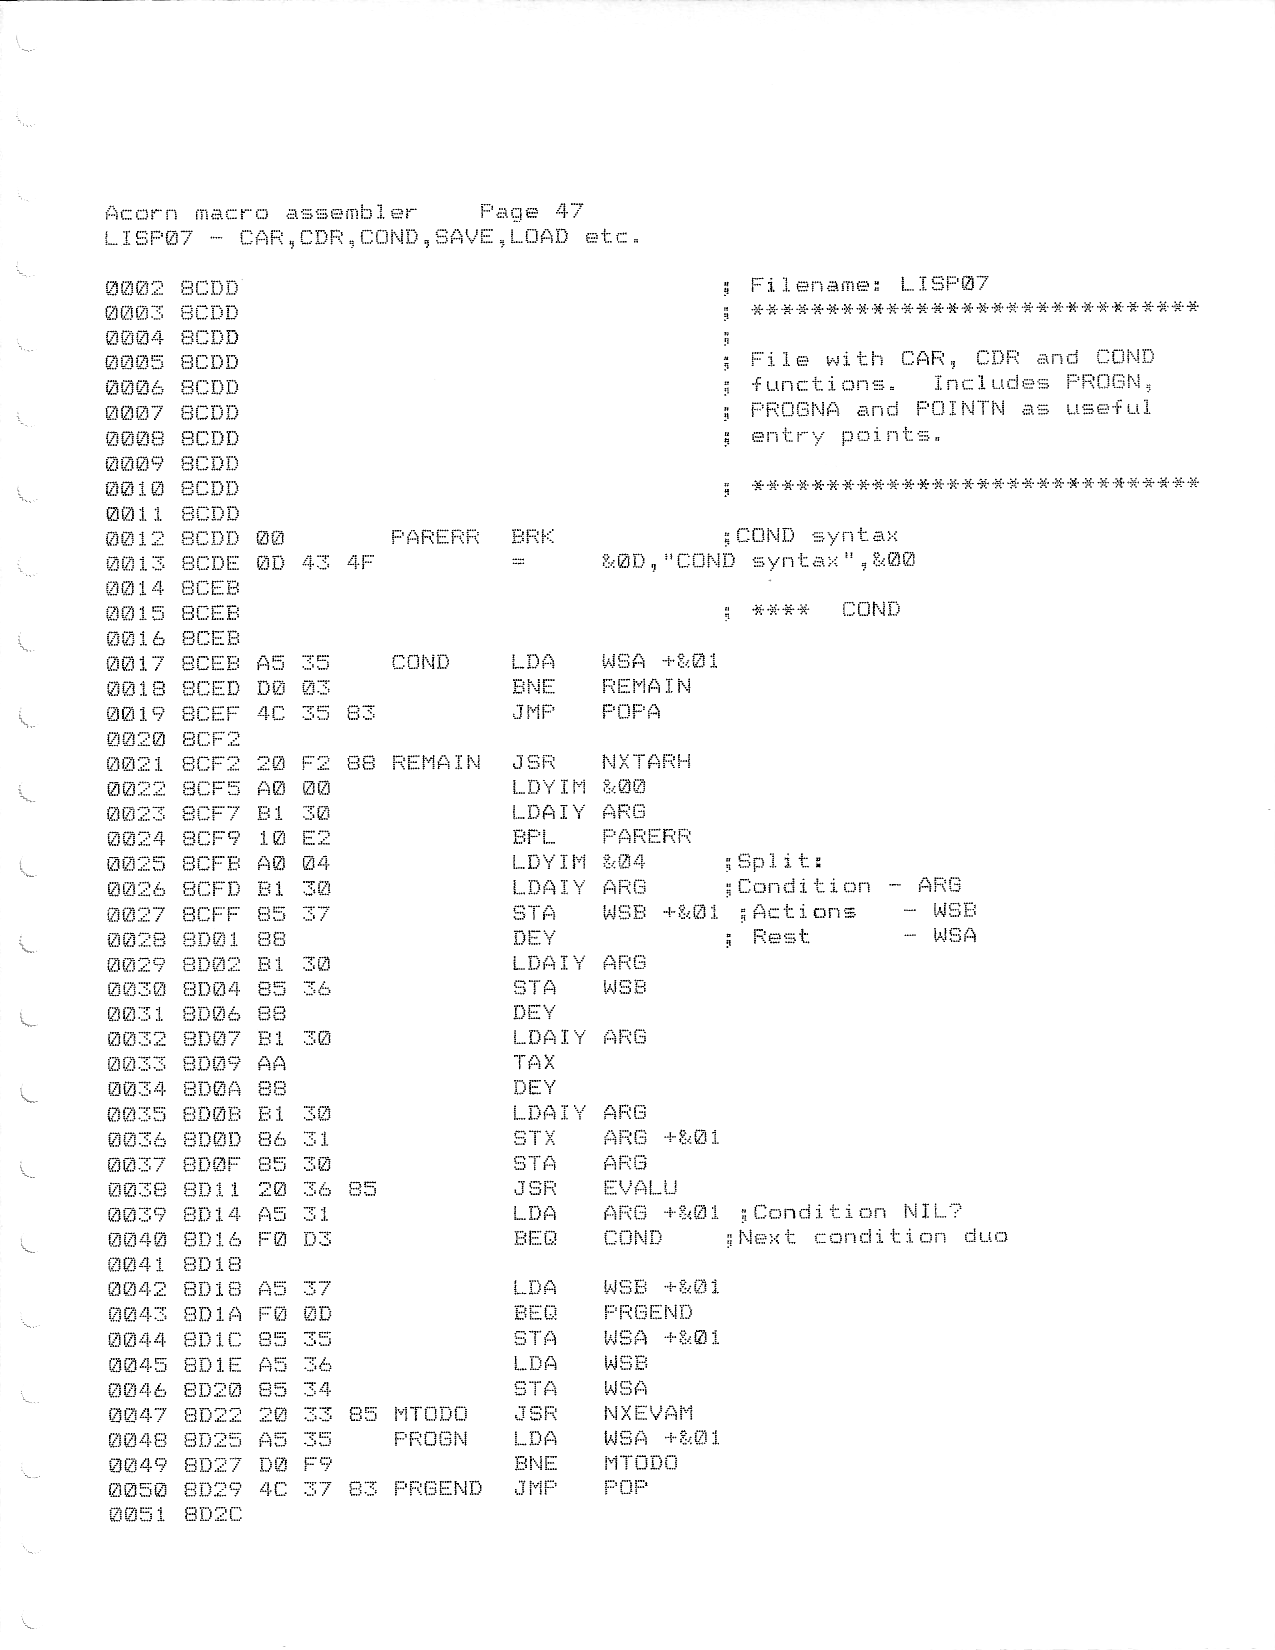 Acorn macro assembler    Page 47
LISP07 - CAR,CDR,COND,SAVE,LOAD etc.

0002 8CDD                                ; Filename: LISP07
0003 8CDD                                ; ******************************
0004 8CDD                                ;
0005 8CDD                                ; File with CAR, CDR and COND
0006 8CDD                                ; functions.  Includes PROGN,
0007 8CDD                                ; PROGNA and POINTN as useful
0008 8CDD                                ; entry points.
0009 8CDD
0010 8CDD                                ; ******************************
0011 8CDD
0012 8CDD 00       PARERR  BRK           ;COND syntax
0013 8CDE 0D 43 4F         =     &0D,"COND syntax",&00
0014 8CEB
0015 8CEB                                ; ****  COND
0016 8CEB
0017 8CEB A5 35    COND    LDA   WSA +&01
0018 8CED D0 03            BNE   REMAIN
0019 8CEF 4C 35 83         JMP   POPA
0020 8CF2
0021 8CF2 20 F2 88 REMAIN  JSR   NXTARH
0022 8CF5 A0 00            LDYIM &00
0023 8CF7 B1 30            LDAIY ARG
0024 8CF9 10 E2            BPL   PARERR
0025 8CFB A0 04            LDYIM &04     ;Split:
0026 8CFD B1 30            LDAIY ARG     ;Condition - ARG
0027 8CFF 85 37            STA   WSB +&01 ;Actions   - WSB
0028 8D01 88               DEY           ; Rest      - WSA
0029 8D02 B1 30            LDAIY ARG
0030 8D04 85 36            STA   WSB
0031 8D06 88               DEY
0032 8D07 B1 30            LDAIY ARG
0033 8D09 AA               TAX
0034 8D0A 88               DEY
0035 8D0B B1 30            LDAIY ARG
0036 8D0D 86 31            STX   ARG +&01
0037 8D0F 85 30            STA   ARG
0038 8D11 20 36 85         JSR   EVALU
0039 8D14 A5 31            LDA   ARG +&01 ;Condition NIL?
0040 8D16 F0 D3            BEQ   COND    ;Next condition duo
0041 8D18
0042 8D18 A5 37            LDA   WSB +&01
0043 8D1A F0 0D            BEQ   PRGEND
0044 8D1C 85 35            STA   WSA +&01
0045 8D1E A5 36            LDA   WSB
0046 8D20 85 34            STA   WSA
0047 8D22 20 33 85 MTODO   JSR   NXEVAM
0048 8D25 A5 35    PROGN   LDA   WSA +&01
0049 8D27 D0 F9            BNE   MTODO
0050 8D29 4C 37 83 PRGEND  JMP   POP
0051 8D2C